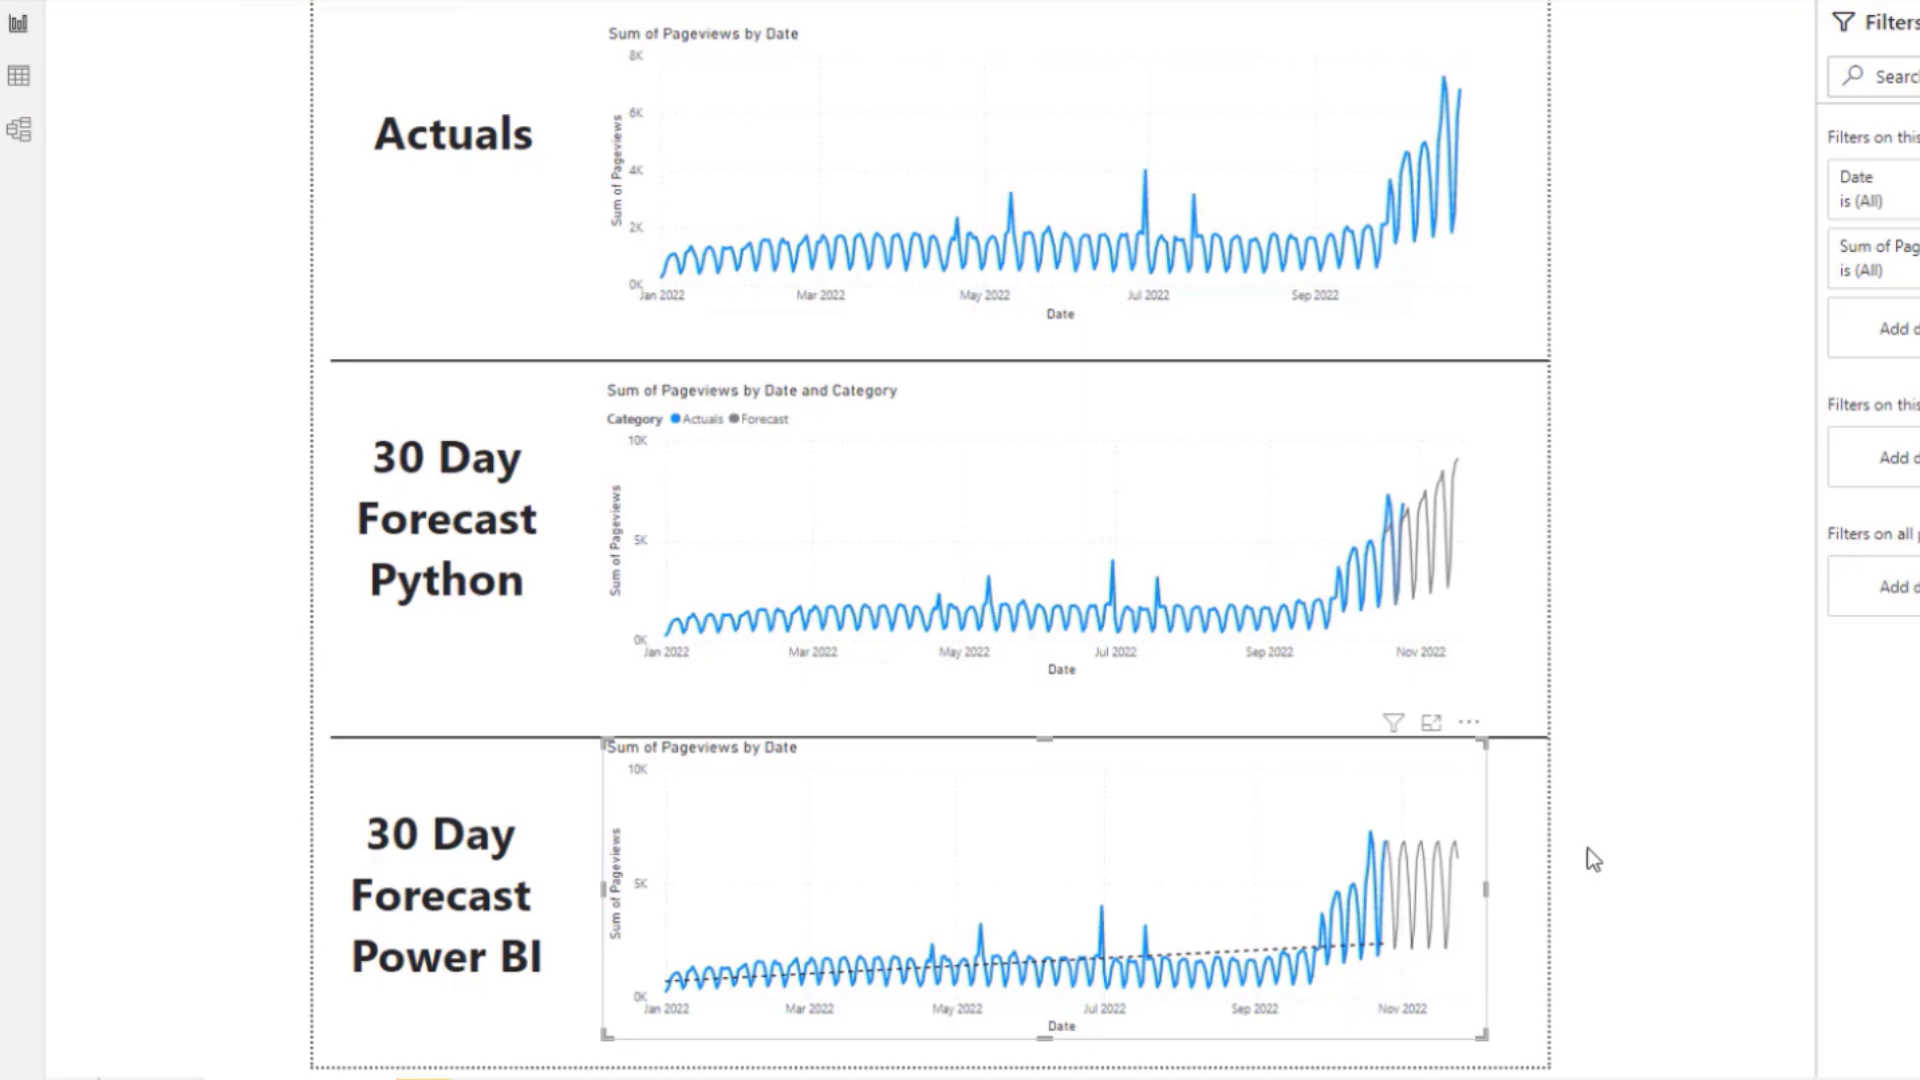 Sum of Pageviews by Date
8K
6K
4K
2K
0K
Sum of Pageviews
Jan 2022 Mar 2022 May 2022 Jul 2022 Sep 2022
Date
Actuals
Sum of Pageviews by Date and Category
Category Actuals Forecast
10K
5K
0K
Sum of Pageviews
Jan 2022 Mar 2022 May 2022 Jul 2022 Sep 2022 Nov 2022
Date
30 Day
Forecast
Python
Sum of Pageviews by Date
10K
5K
0K
Sum of Pageviews
Jan 2022 Mar 2022 May 2022 Jul 2022 Sep 2022 Nov 2022
Date
30 Day
Forecast
Power BI
Filters
Searc
Filters on this
Date
is (All)
Sum of Pag
is (All)
Add d
Filters on this
Add d
Filters on all p
Add d